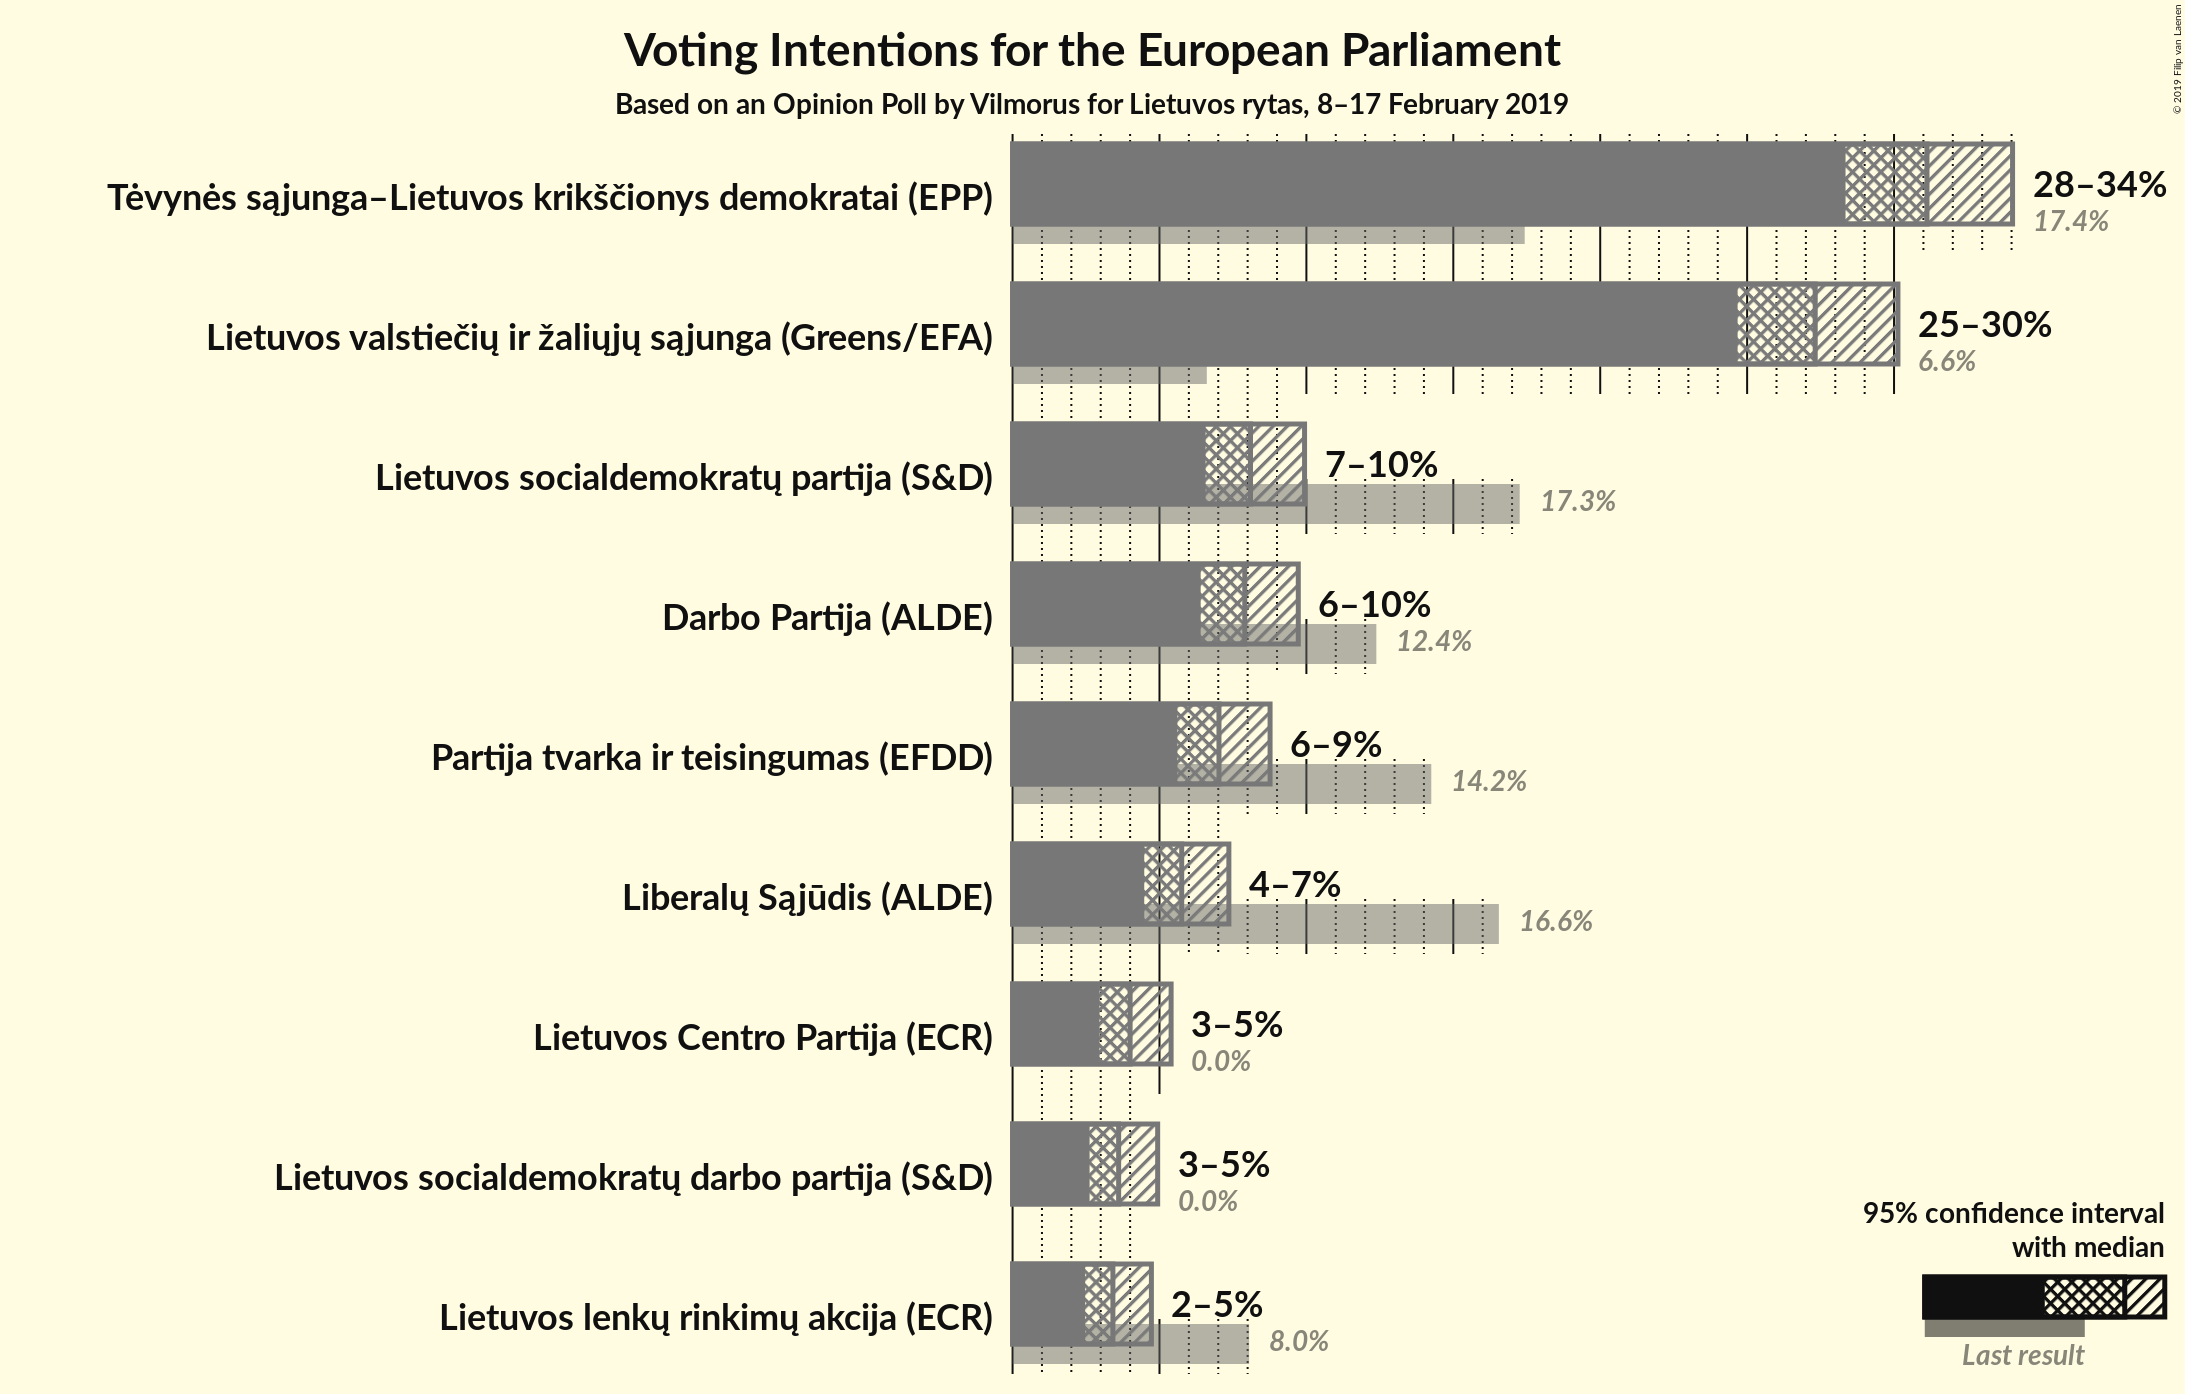 Voting Intentions for the European Parliament
Based on an Opinion Poll by Vilmorus for Lietuvos rytas, 8–17 February 2019
© 2019 Filip van Laenen
Tėvynės sąjunga–Lietuvos krikščionys demokratai (EPP)
28–34%
17.4%
Lietuvos valstiečių ir žaliųjų sąjunga (Greens/EFA)
25–30%
6.6%
Lietuvos socialdemokratų partija (S&D)
7–10%
17.3%
Darbo Partija (ALDE)
6–10%
12.4%
Partija tvarka ir teisingumas (EFDD)
6–9%
14.2%
Liberalų Sąjūdis (ALDE)
4–7%
16.6%
Lietuvos Centro Partija (ECR)
3–5%
0.0%
Lietuvos socialdemokratų darbo partija (S&D)
3–5%
0.0%
Lietuvos lenkų rinkimų akcija (ECR)
2–5%
8.0%
95% confidence interval
with median
Last result